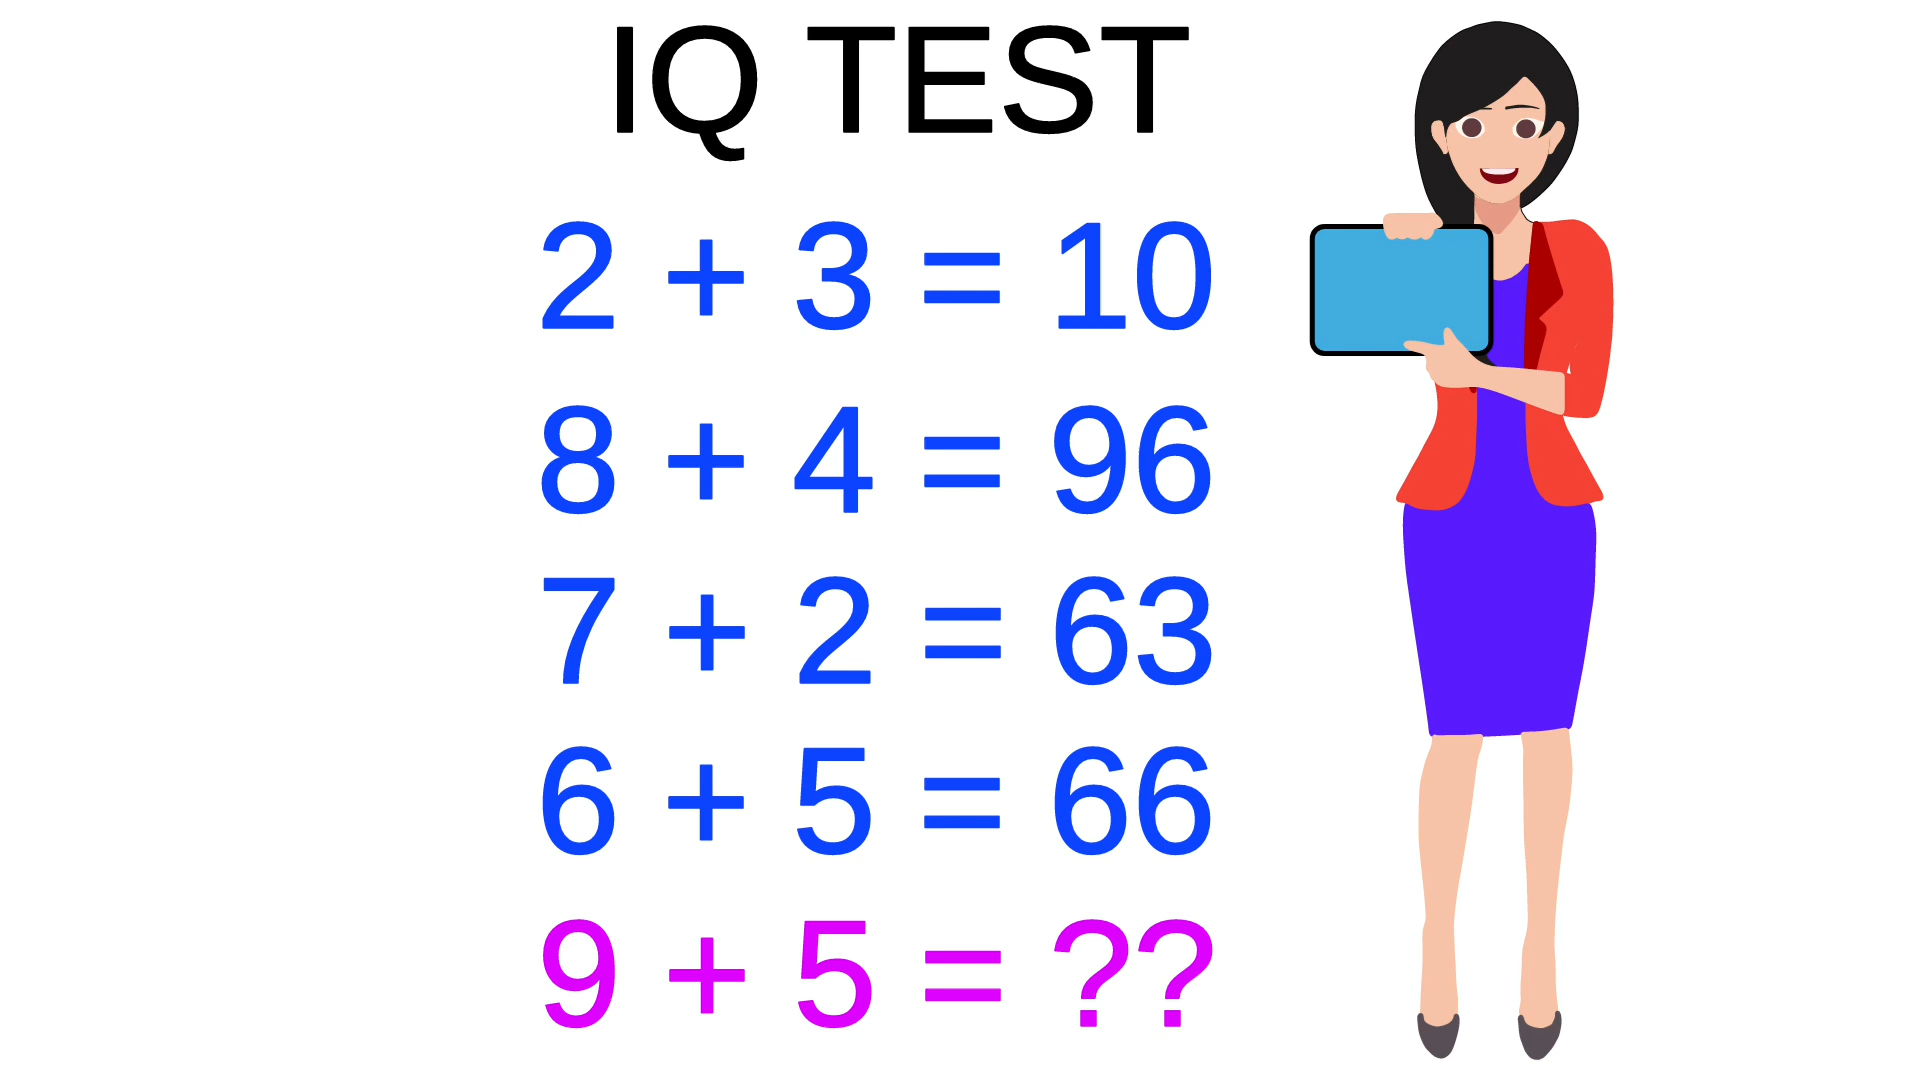 IQ TEST
2 + 3 = 10
8 + 4 = 96
7 + 2 = 63
6 + 5 = 66
9 + 5 = ??